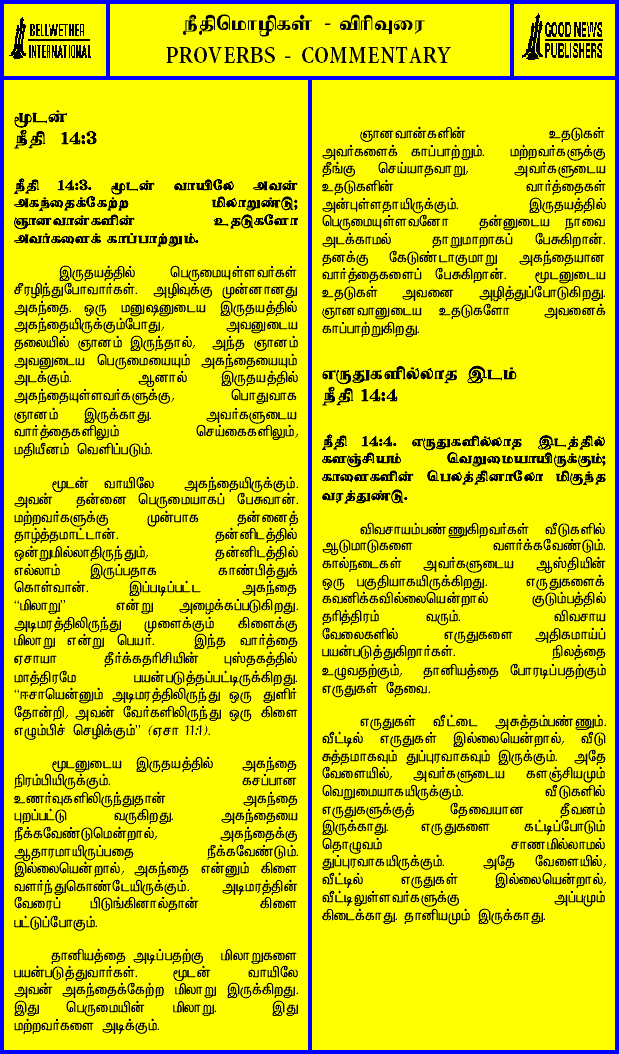 BELLWETHER
INTERNATIONAL
நீதிமொழிகள் - விரிவுரை
PROVERBS - COMMENTARY
GOOD NEWS
PUBLISHERS
மூடன்
நீதி 14:3
நீதி 14:3. மூடன் வாயிலே அவன்
அகந்தைக்கேற்ற மிலாறுண்டு;
ஞானவான்களின் உதடுகளோ
அவர்களைக் காப்பாற்றும்.
இருதயத்தில் பெருமையுள்ளவர்கள்
சீரழிந்துபோவார்கள். அழிவுக்கு முன்னானது
அகந்தை. ஒரு மனுஷனுடைய இருதயத்தில்
அகந்தையிருக்கும்போது, அவனுடைய
தலையில் ஞானம் இருந்தால், அந்த ஞானம்
அவனுடைய பெருமையையும் அகந்தையையும்
அடக்கும். ஆனால் இருதயத்தில்
அகந்தையுள்ளவர்களுக்கு, பொதுவாக
ஞானம் இருக்காது. அவர்களுடைய
வார்த்தைகளிலும் செய்கைகளிலும்,
மதியீனம் வெளிப்படும்.
மூடன் வாயிலே அகந்தையிருக்கும்.
அவன் தன்னை பெருமையாகப் பேசுவான்.
மற்றவர்களுக்கு முன்பாக தன்னைத்
தாழ்த்தமாட்டான். தன்னிடத்தில்
ஒன்றுமில்லாதிருந்தும், தன்னிடத்தில்
எல்லாம் இருப்பதாக காண்பித்துக்
கொள்வான். இப்படிப்பட்ட அகந்தை
“மிலாறு” என்று அழைக்கப்படுகிறது.
அடிமரத்திலிருந்து முளைக்கும் கிளைக்கு
மிலாறு என்று பெயர். இந்த வார்த்தை
ஏசாயா தீர்க்கதரிசியின் புஸ்தகத்தில்
மாத்திரமே பயன்படுத்தப்பட்டிருக்கிறது.
“ஈசாயென்னும் அடிமரத்திலிருந்து ஒரு துளிர்
தோன்றி, அவன் வேர்களிலிருந்து ஒரு கிளை
எழும்பிச் செழிக்கும்” (ஏசா 11:1).
மூடனுடைய இருதயத்தில் அகந்தை
நிரம்பியிருக்கும். கசப்பான
உணர்வுகளிலிருந்துதான் அகந்தை
புறப்பட்டு வருகிறது. அகந்தையை
நீக்கவேண்டுமென்றால், அகந்தைக்கு
ஆதாரமாயிருப்பதை நீக்கவேண்டும்.
இல்லையென்றால், அகந்தை என்னும் கிளை
வளர்ந்துகொண்டேயிருக்கும். அடிமரத்தின்
வேரைப் பிடுங்கினால்தான் கிளை
பட்டுப்போகும்.
தானியத்தை அடிப்பதற்கு மிலாறுகளை
பயன்படுத்துவார்கள். மூடன் வாயிலே
அவன் அகந்தைக்கேற்ற மிலாறு இருக்கிறது.
இது பெருமையின் மிலாறு. இது
மற்றவர்களை அடிக்கும்.
ஞானவான்களின் உதடுகள்
அவர்களைக் காப்பாற்றும். மற்றவர்களுக்கு
தீங்கு செய்யாதவாறு, அவர்களுடைய
உதடுகளின் வார்த்தைகள்
அன்புள்ளதாயிருக்கும். இருதயத்தில்
பெருமையுள்ளவனோ தன்னுடைய நாவை
அடக்காமல் தாறுமாறாகப் பேசுகிறான்.
தனக்கு கேடுண்டாகுமாறு அகந்தையான
வார்த்தைகளைப் பேசுகிறான். மூடனுடைய
உதடுகள் அவனை அழித்துப்போடுகிறது.
ஞானவானுடைய உதடுகளோ அவனைக்
காப்பாற்றுகிறது.
எருதுகளில்லாத இடம்
நீதி 14:4
நீதி 14:4. எருதுகளில்லாத இடத்தில்
களஞ்சியம் வெறுமையாயிருக்கும்;
காளைகளின் பெலத்தினாலோ மிகுந்த
வரத்துண்டு.
விவசாயம்பண்ணுகிறவர்கள் வீடுகளில்
ஆடுமாடுகளை வளர்க்கவேண்டும்.
கால்நடைகள் அவர்களுடைய ஆஸ்தியின்
ஒரு பகுதியாகயிருக்கிறது. எருதுகளைக்
கவனிக்கவில்லையென்றால் குடும்பத்தில்
தரித்திரம் வரும். விவசாய
வேலைகளில் எருதுகளை அதிகமாய்ப்
பயன்படுத்துகிறார்கள். நிலத்தை
உழுவதற்கும், தானியத்தை போரடிப்பதற்கும்
எருதுகள் தேவை.
எருதுகள் வீட்டை அசுத்தம்பண்ணும்.
வீட்டில் எருதுகள் இல்லையென்றால், வீடு
சுத்தமாகவும் துப்புரவாகவும் இருக்கும். அதே
வேளையில், அவர்களுடைய களஞ்சியமும்
வெறுமையாகயிருக்கும். வீடுகளில்
எருதுகளுக்குத் தேவையான தீவனம்
இருக்காது. எருதுகளை கட்டிப்போடும்
தொழுவம் சாணமில்லாமல்
துப்புரவாகயிருக்கும். அதே வேளையில்,
வீட்டில் எருதுகள் இல்லையென்றால்,
வீட்டிலுள்ளவர்களுக்கு அப்பமும்
கிடைக்காது. தானியமும் இருக்காது.